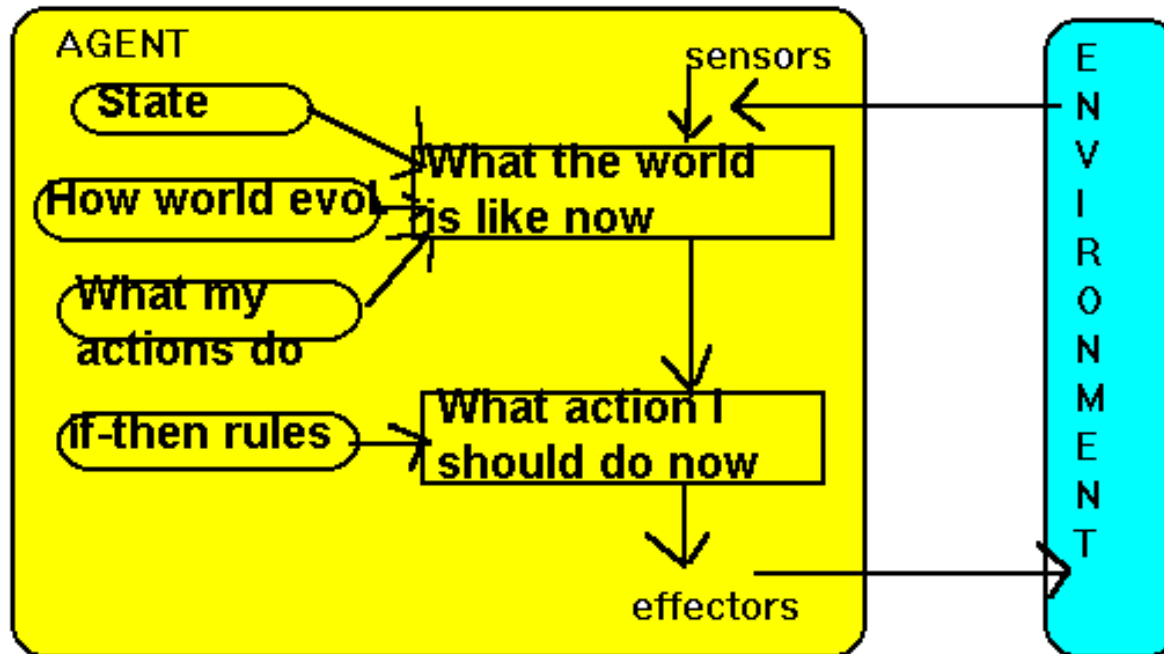 AGENT
sensors
State
What the world
is like now
How world evol
What my
actions do
What action I
should do now
if-then rules
effectors
ENVIRONMENT